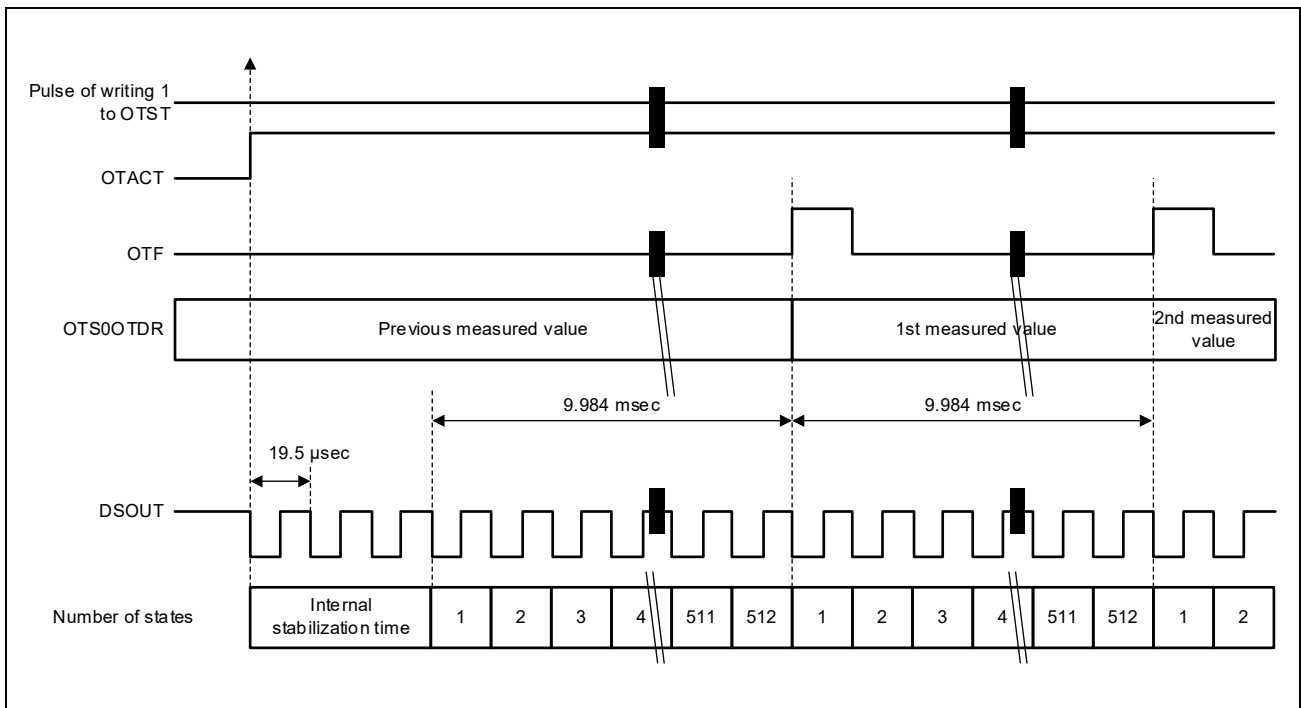 Pulse of writing 1
to OTST
OTACT
OTF
OTS0OTDR
Previous measured value
1st measured value
2nd measured
value
9.984 msec
9.984 msec
19.5 µsec
DSOUT
Number of states
Internal
stabilization time
1
2
3
4
511
512
1
2
3
4
511
512
1
2